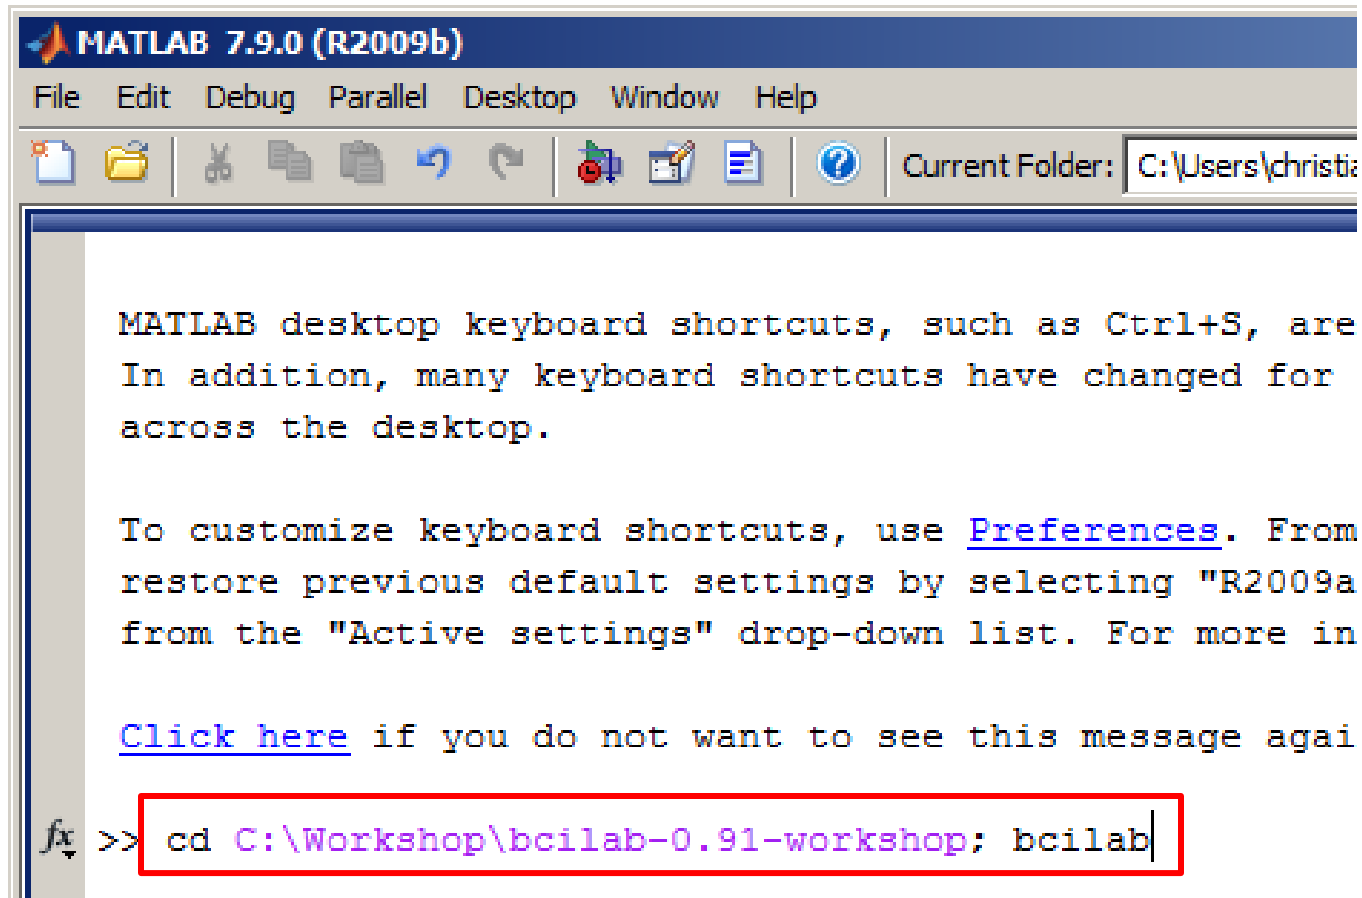 MATLAB 7.9.0 (R2009b)
File Edit Debug Parallel Desktop Window Help
Current Folder: C:\Users\christia
MATLAB desktop keyboard shortcuts, such as Ctrl+S, are
In addition, many keyboard shortcuts have changed for
across the desktop.
To customize keyboard shortcuts, use Preferences. From
restore previous default settings by selecting "R2009a
from the "Active settings" drop-down list. For more in
Click here if you do not want to see this message agai
fx >> cd C:\Workshop\bcilab-0.91-workshop; bcilab